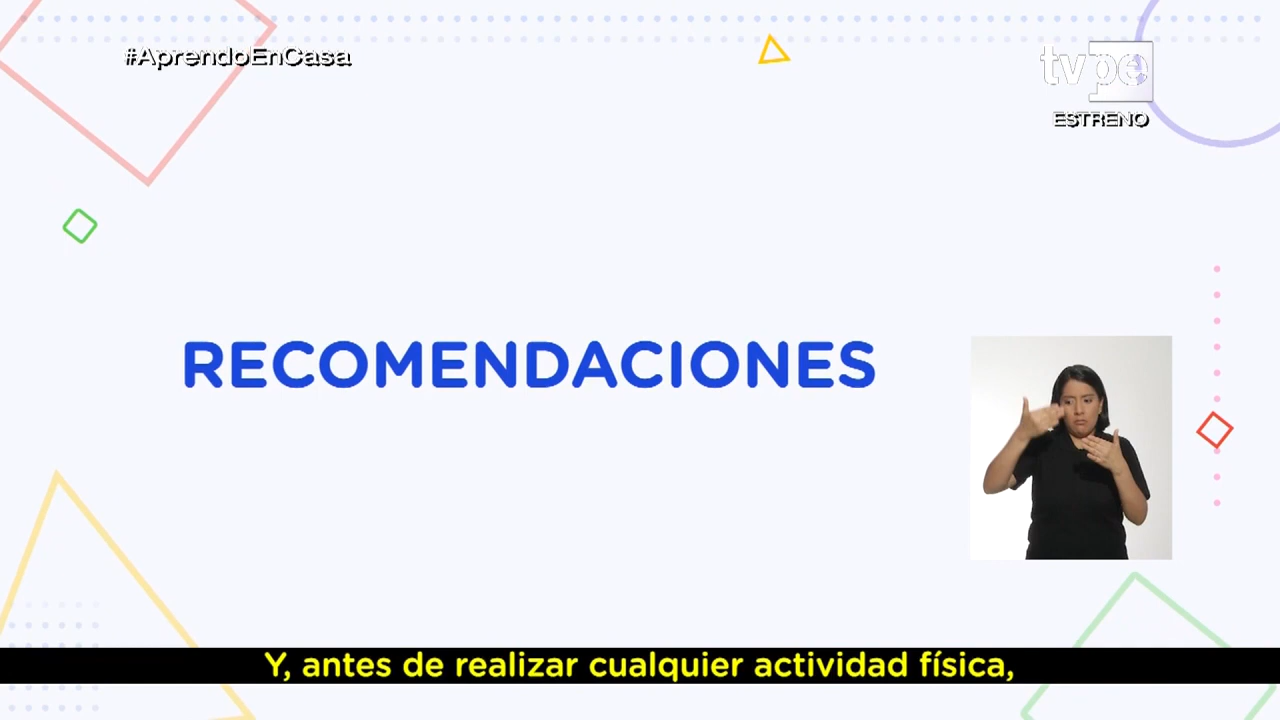 #AprendoEnCasa
tvpe
ESTRENO
RECOMENDACIONES
Y, antes de realizar cualquier actividad física,